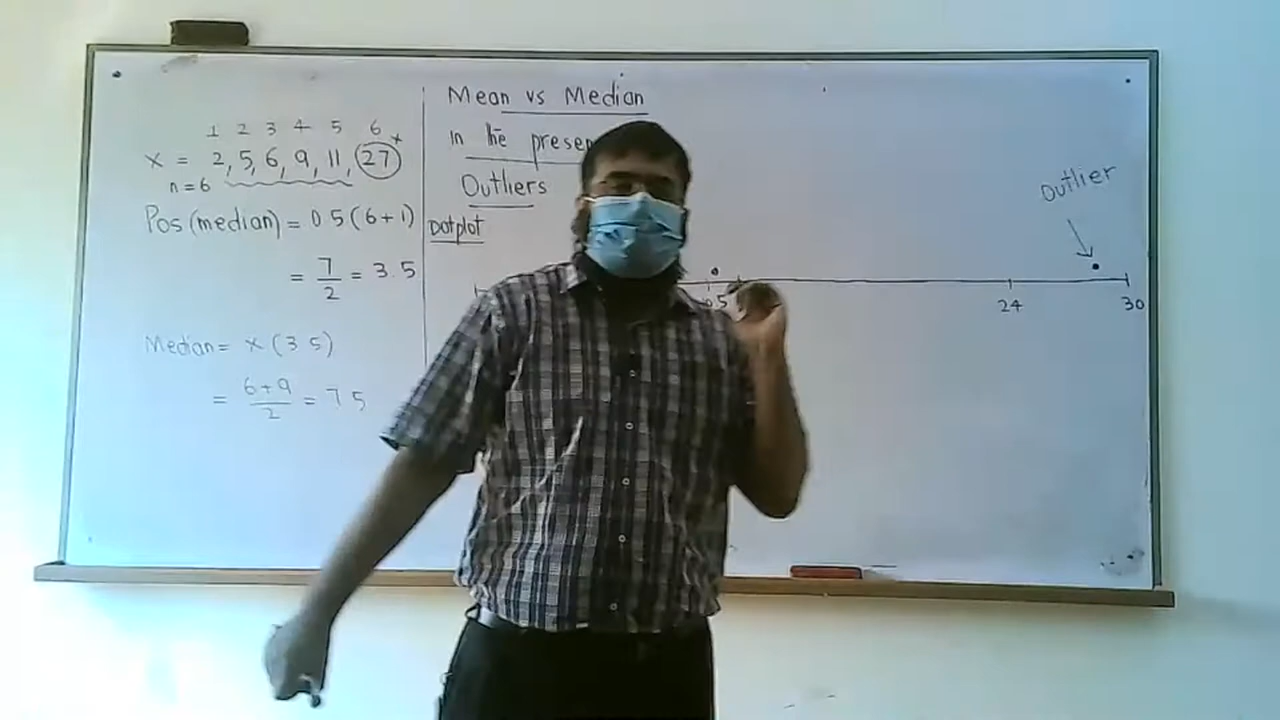 1 2 3 4 5 6
x = 2, 5, 6, 9, 11, 27
n = 6
Pos (median) = 0.5 (6+1)
= 7/2 = 3.5
Median = x (3.5)
= 6+9/2 = 7.5
Mean vs Median
In the
Outliers
Dotplot
Outlier
24 30